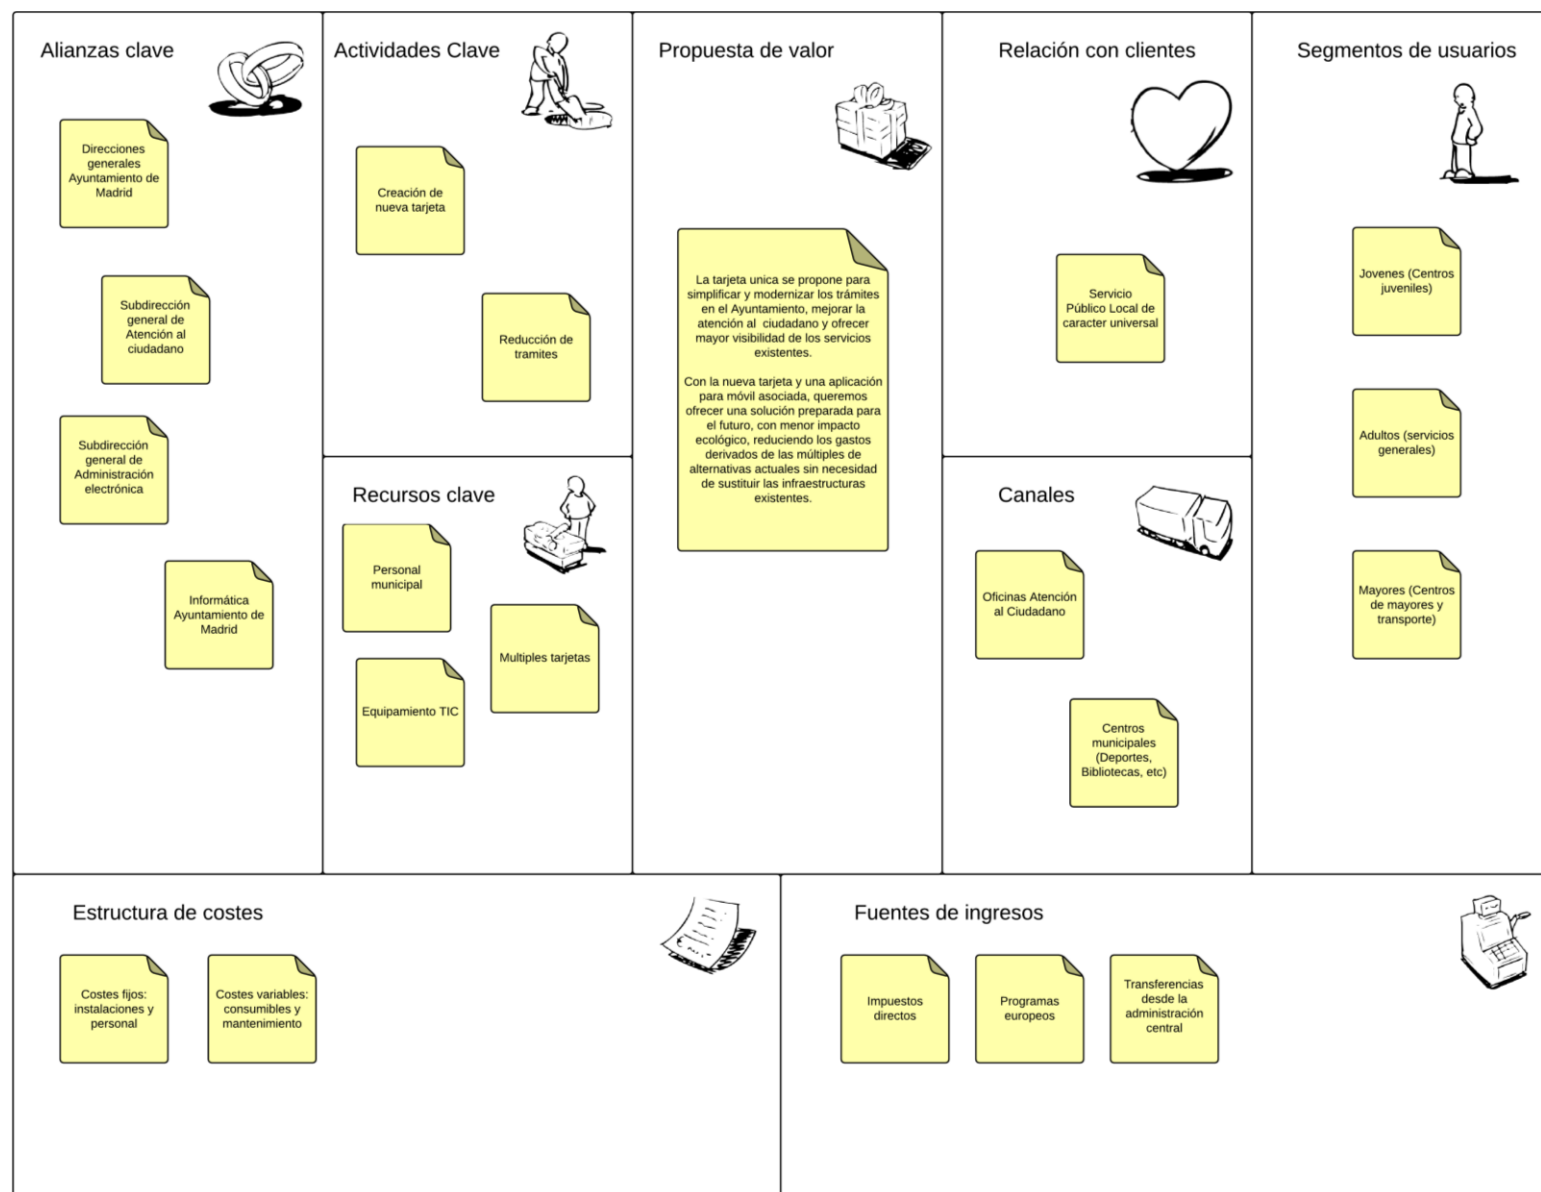 Alianzas clave
Direcciones
generales
Ayuntamiento de
Madrid
Subdirección
general de
Atención al
ciudadano
Subdirección
general de
Administración
electrónica
Informática
Ayuntamiento de
Madrid
Actividades Clave
Creación de
nueva tarjeta
Reducción de
tramites
Recursos clave
Personal
municipal
Multiples tarjetas
Equipamiento TIC
Propuesta de valor
La tarjeta unica se propone para
simplificar y modernizar los trámites
en el Ayuntamiento, mejorar la
atención al ciudadano y ofrecer
mayor visibilidad de los servicios
existentes.
Con la nueva tarjeta y una aplicación
para móvil asociada, queremos
ofrecer una solución preparada para
el futuro, con menor impacto
ecológico, reduciendo los gastos
derivados de las múltiples de
alternativas actuales sin necesidad
de sustituir las infraestructuras
existentes.
Relación con clientes
Servicio
Público Local de
caracter universal
Canales
Oficinas Atención
al Ciudadano
Centros
municipales
(Deportes,
Bibliotecas, etc)
Segmentos de usuarios
Jovenes (Centros
juveniles)
Adultos (servicios
generales)
Mayores (Centros
de mayores y
transporte)
Estructura de costes
Costes fijos:
instalaciones y
personal
Costes variables:
consumibles y
mantenimiento
Fuentes de ingresos
Impuestos
directos
Programas
europeos
Transferencias
desde la
administración
central